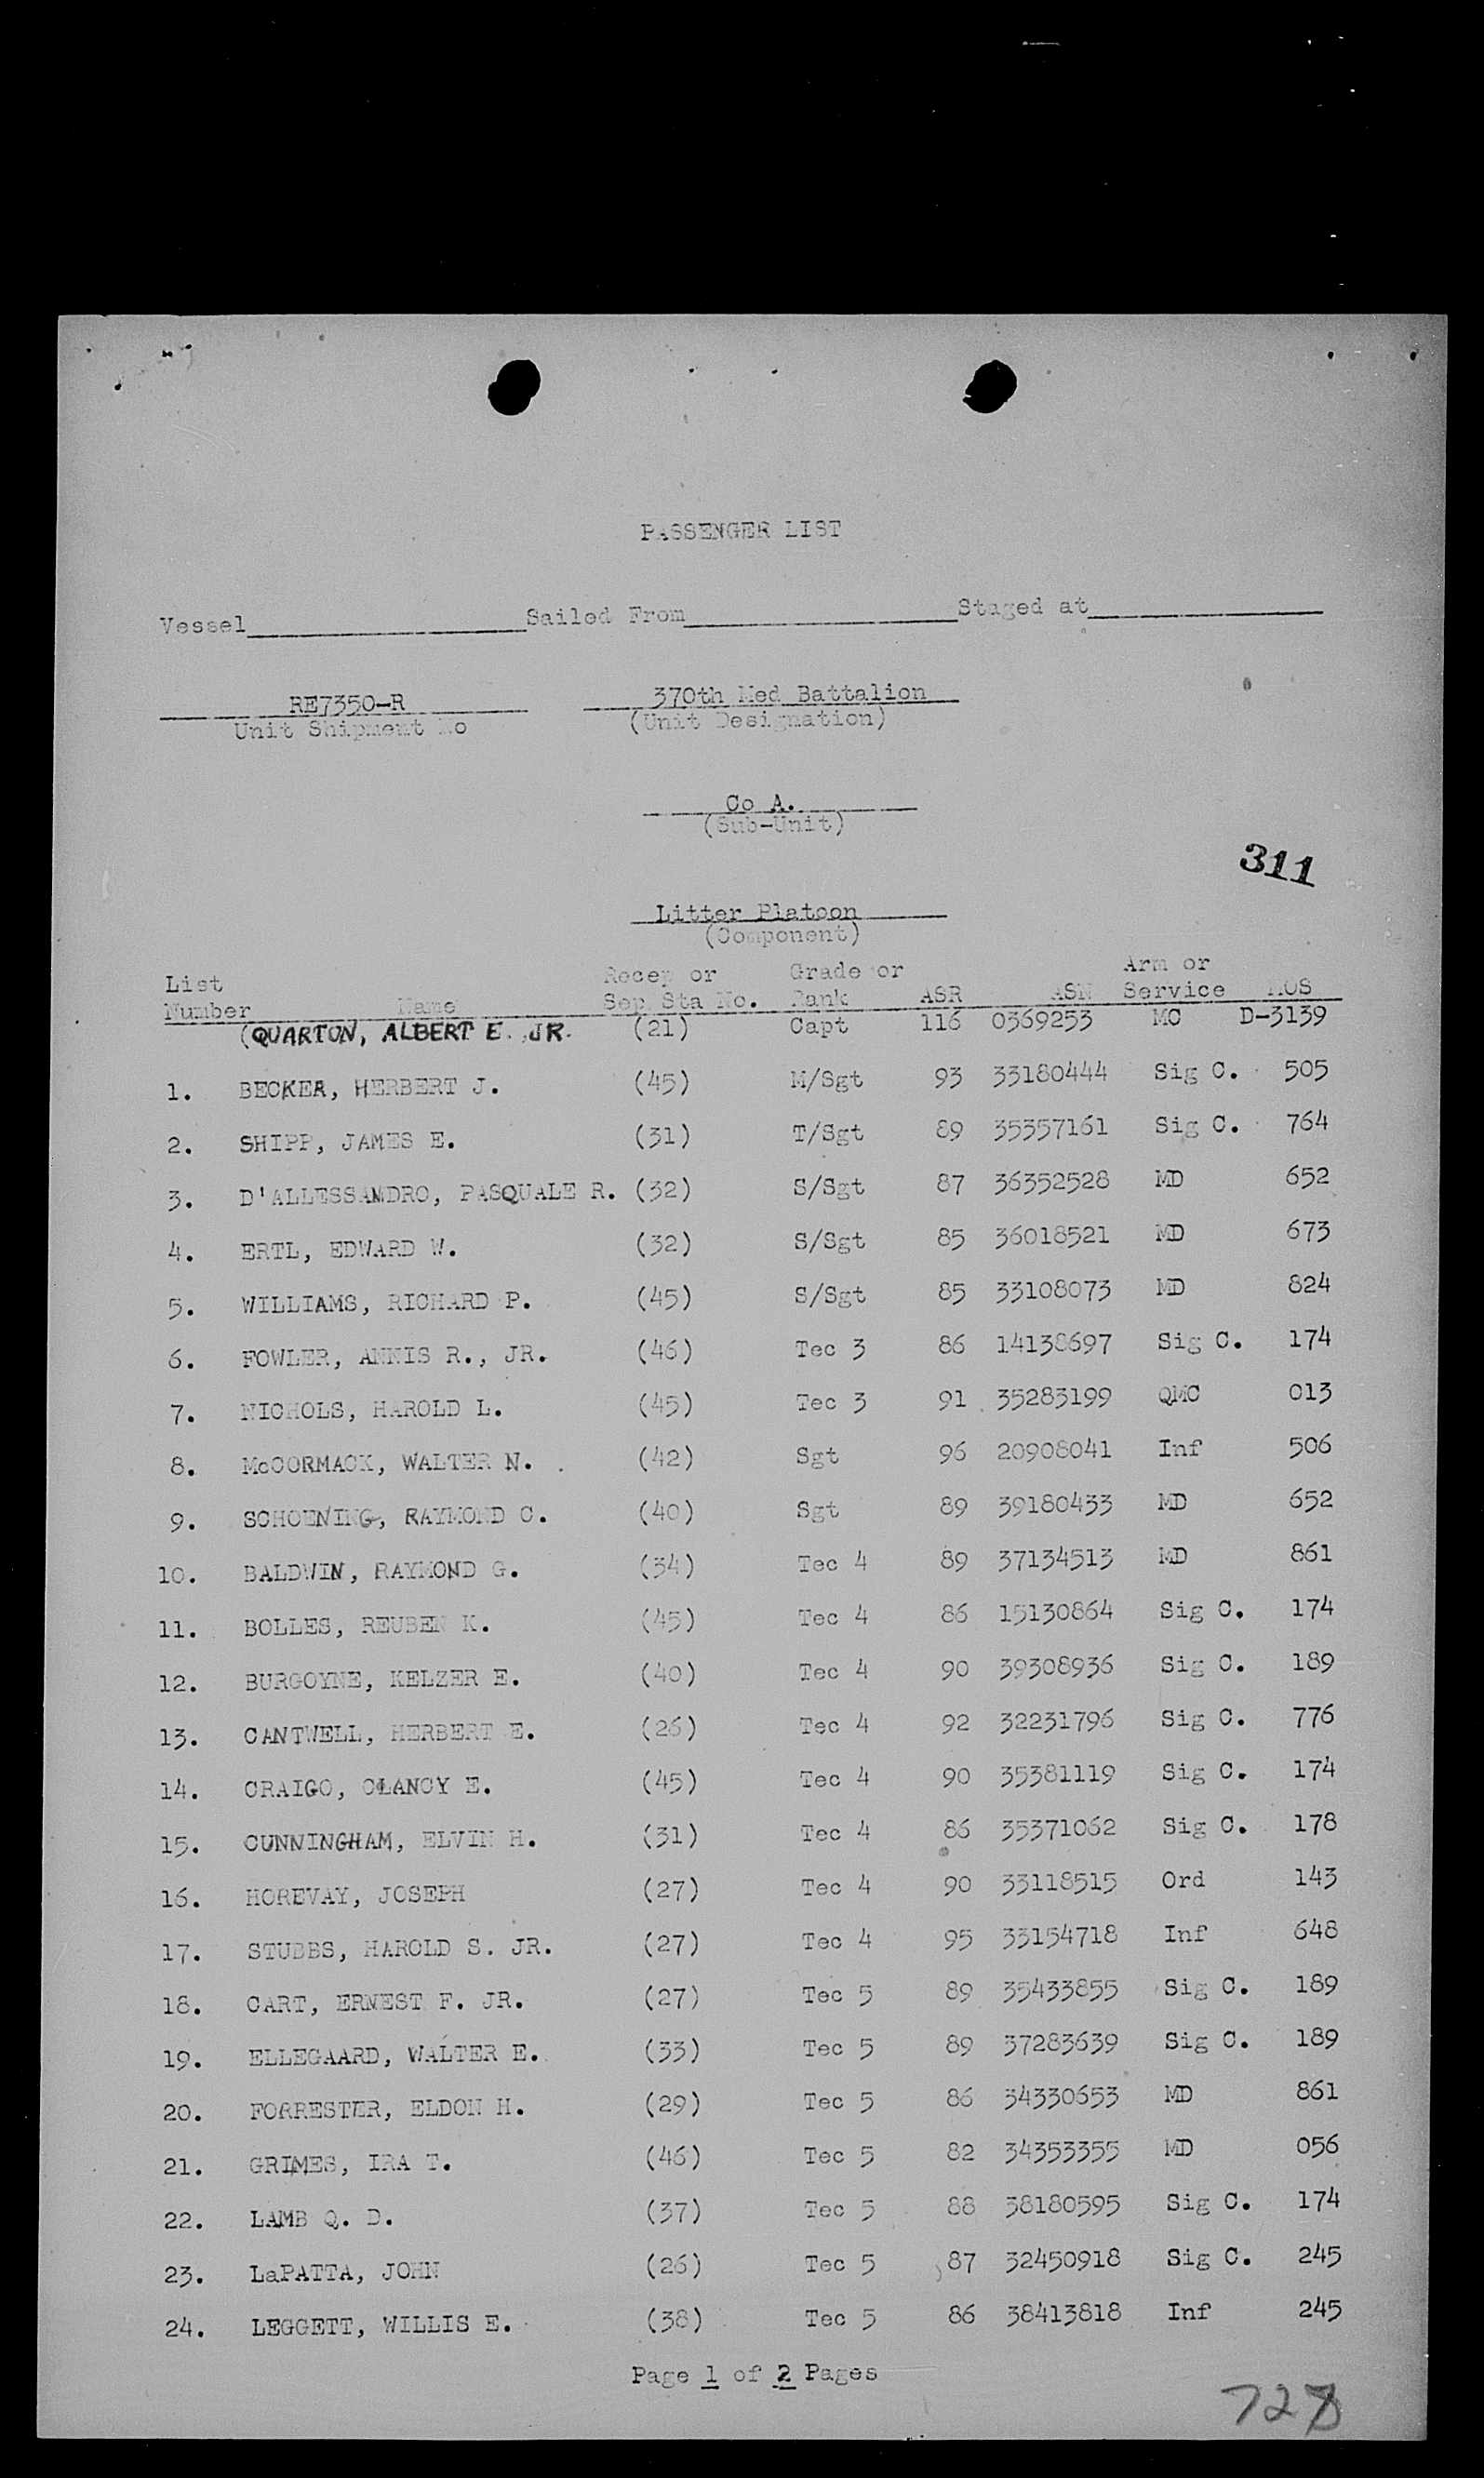 PASSENGER LIST
Vessel Sailed From Staged at
RE7350-R 370th Med Battalion
Unit Shipment No (Unit Designation)
Co A.
(Sub-Unit)
311
Litter Platoon
(Component)
List Recep or Grade or Arm or
Number Name Sep Sta No. Rank ASR ASN Service MOS
(QUARTON, ALBERT E. JR. (21) Capt 116 0369253 MC D-3139
1. BECKER, HERBERT J. (45) M/Sgt 93 33180444 Sig C. 505
2. SHIPP, JAMES E. (31) T/Sgt 89 35357161 Sig C. 764
3. D'ALLESSANDRO, PASQUALE R. (32) S/Sgt 87 36352528 MD 652
4. ERTL, EDWARD W. (32) S/Sgt 85 36018521 MD 673
5. WILLIAMS, RICHARD P. (45) S/Sgt 85 33108073 MD 824
6. FOWLER, ANNIS R., JR. (46) Tec 3 86 14138697 Sig C. 174
7. NICHOLS, HAROLD L. (45) Tec 3 91 35283199 QMC 013
8. McCORMACK, WALTER N. (42) Sgt 96 20908041 Inf 506
9. SCHOENING, RAYMOND C. (40) Sgt 89 39180433 MD 652
10. BALDWIN, RAYMOND G. (34) Tec 4 89 37134513 MD 861
11. BOLLES, REUBEN K. (45) Tec 4 86 15130864 Sig C. 174
12. BURGOYNE, KELZER E. (40) Tec 4 90 39308936 Sig C. 189
13. CANTWELL, HERBERT E. (26) Tec 4 92 32231796 Sig C. 776
14. CRAIGO, CLANCY E. (45) Tec 4 90 35381119 Sig C. 174
15. CUNNINGHAM, ELVIN H. (31) Tec 4 86 35371062 Sig C. 178
16. HOREVAY, JOSEPH (27) Tec 4 90 33118515 Ord 143
17. STUBBS, HAROLD S. JR. (27) Tec 4 95 33154718 Inf 648
18. CART, ERNEST F. JR. (27) Tec 5 89 35433855 Sig C. 189
19. ELLEGAARD, WALTER E. (33) Tec 5 89 37283639 Sig C. 189
20. FORRESTER, ELDON H. (29) Tec 5 86 34330653 MD 861
21. GRIMES, IRA T. (46) Tec 5 82 34353355 MD 056
22. LAMB Q. D. (37) Tec 5 88 38180595 Sig C. 174
23. LaPATTA, JOHN (26) Tec 5 87 32450918 Sig C. 245
24. LEGGETT, WILLIS E. (38) Tec 5 86 38413818 Inf 245
Page 1 of 2 Pages